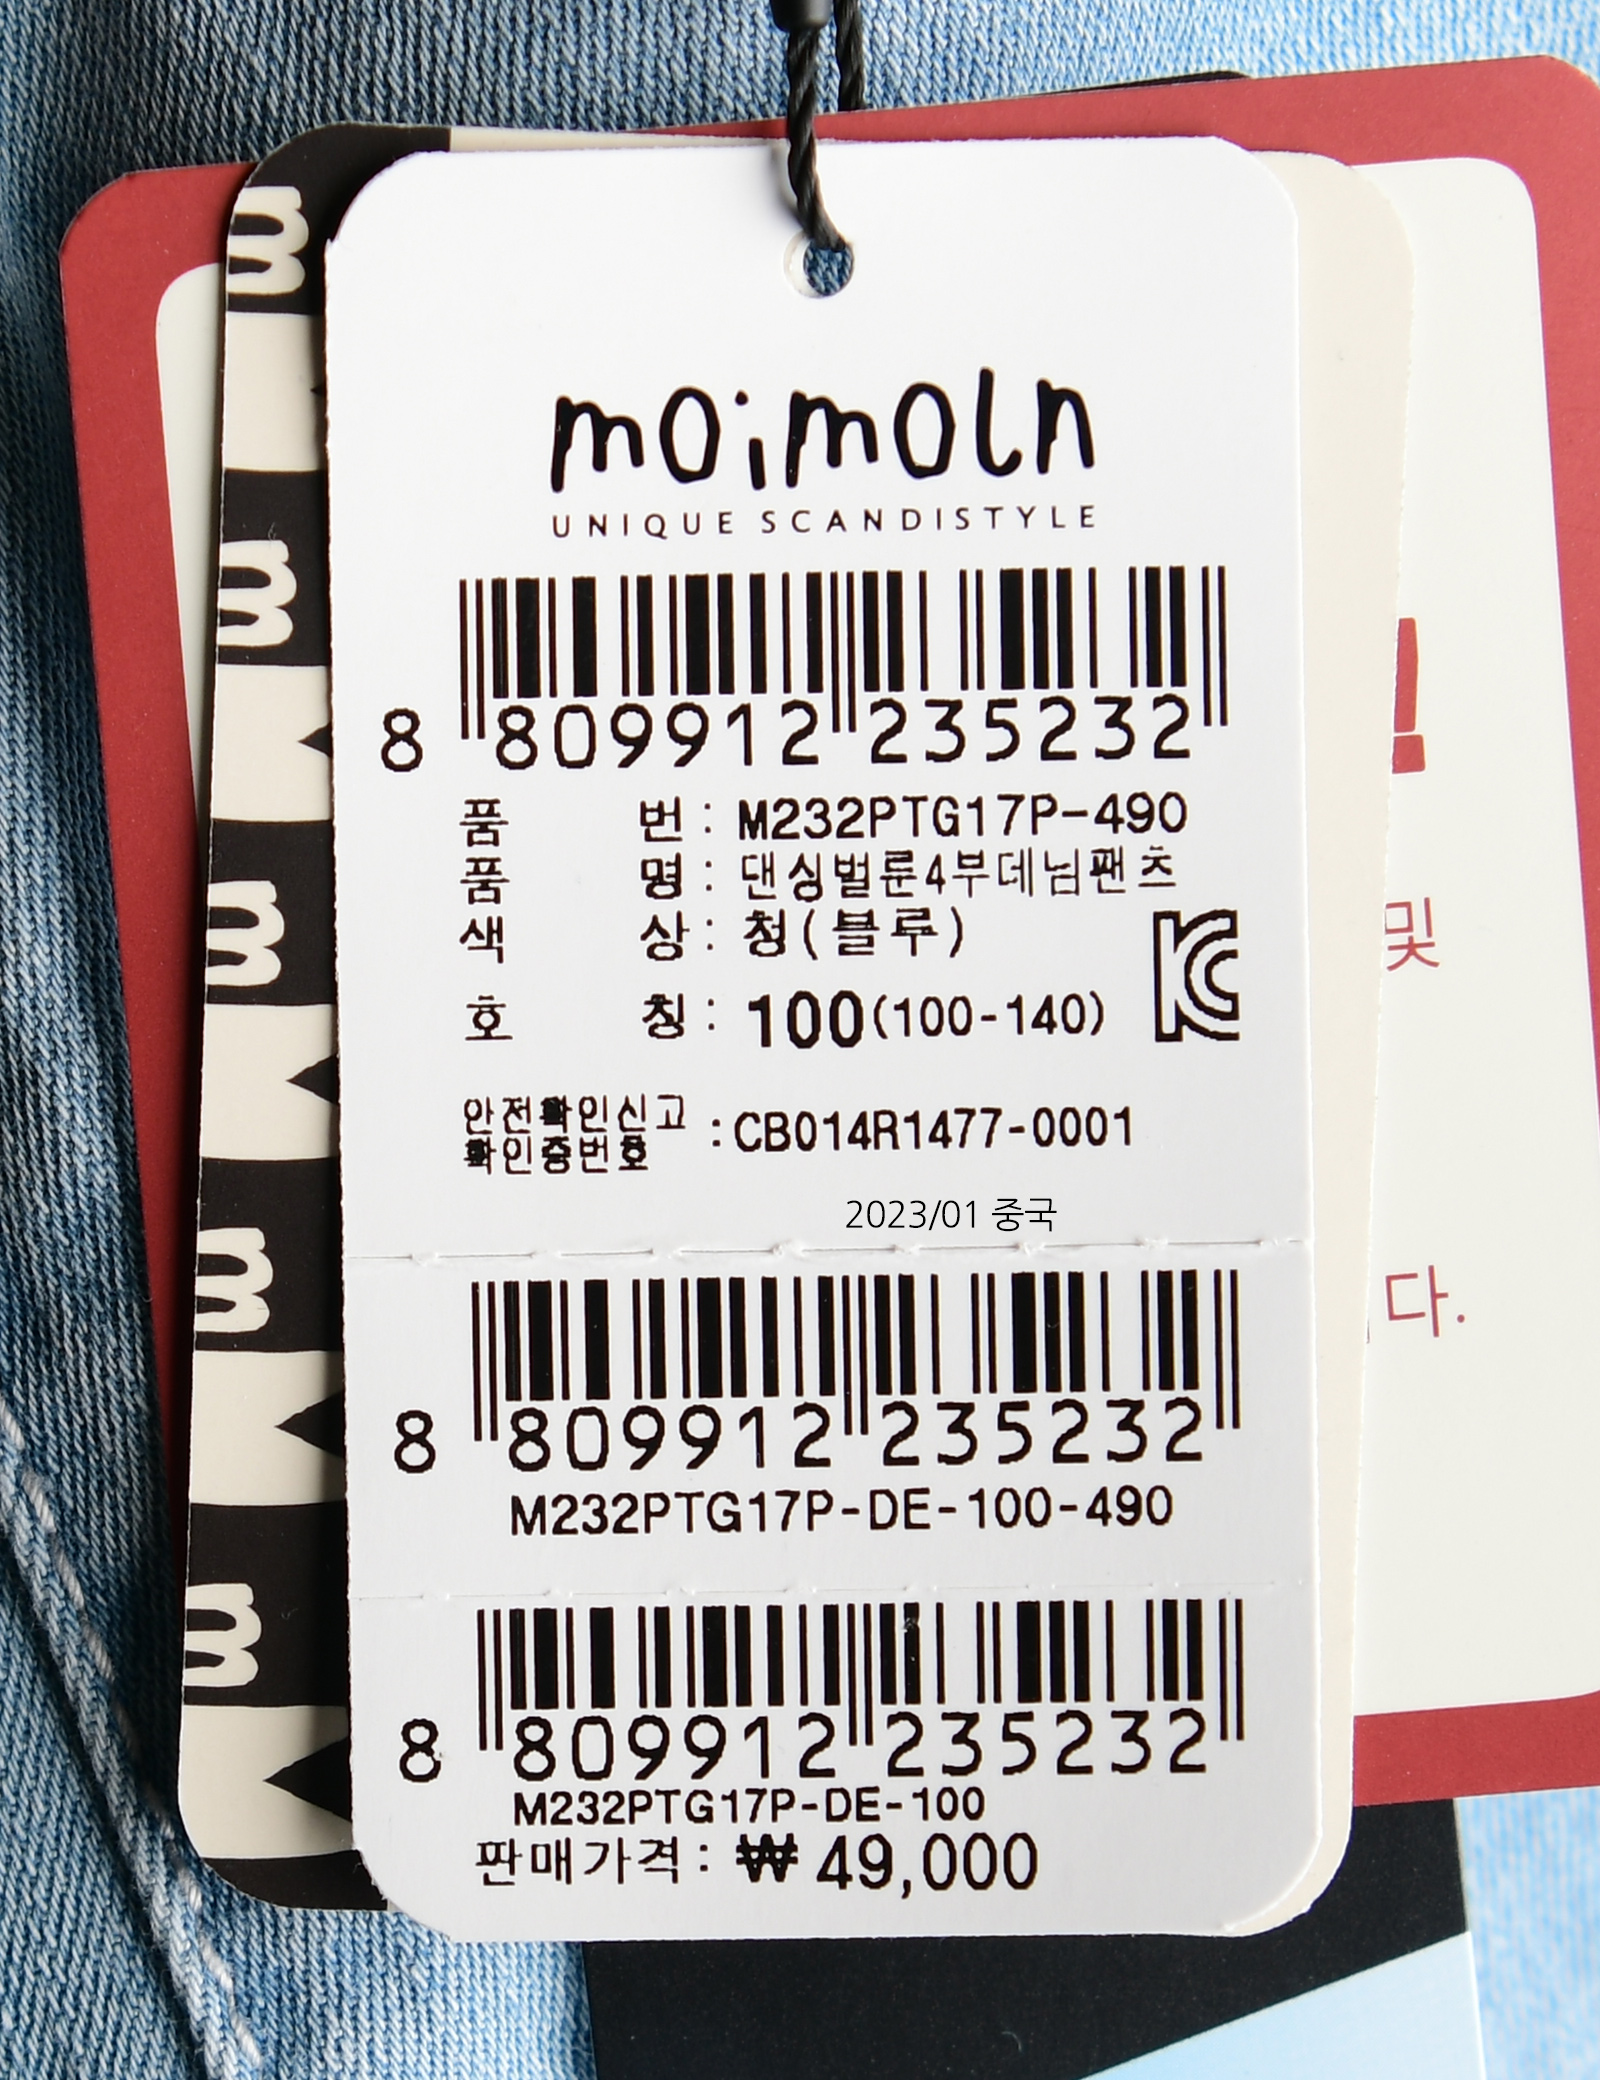 moimoln
UNIQUE SCANDISTYLE
8 809912 235232
품 번 : M232PTG17P-490
품 명 : 댄싱벌룬4부데님팬츠
색 상 : 청(블루)
호 칭 : 100(100-140)
안전확인신고
확인증번호 : CB014R1477-0001
2023/01 중국
8 809912 235232
M232PTG17P-DE-100-490
8 809912 235232
M232PTG17P-DE-100
판매가격 : ₩ 49,000
m
m
m
m
m
및
다.